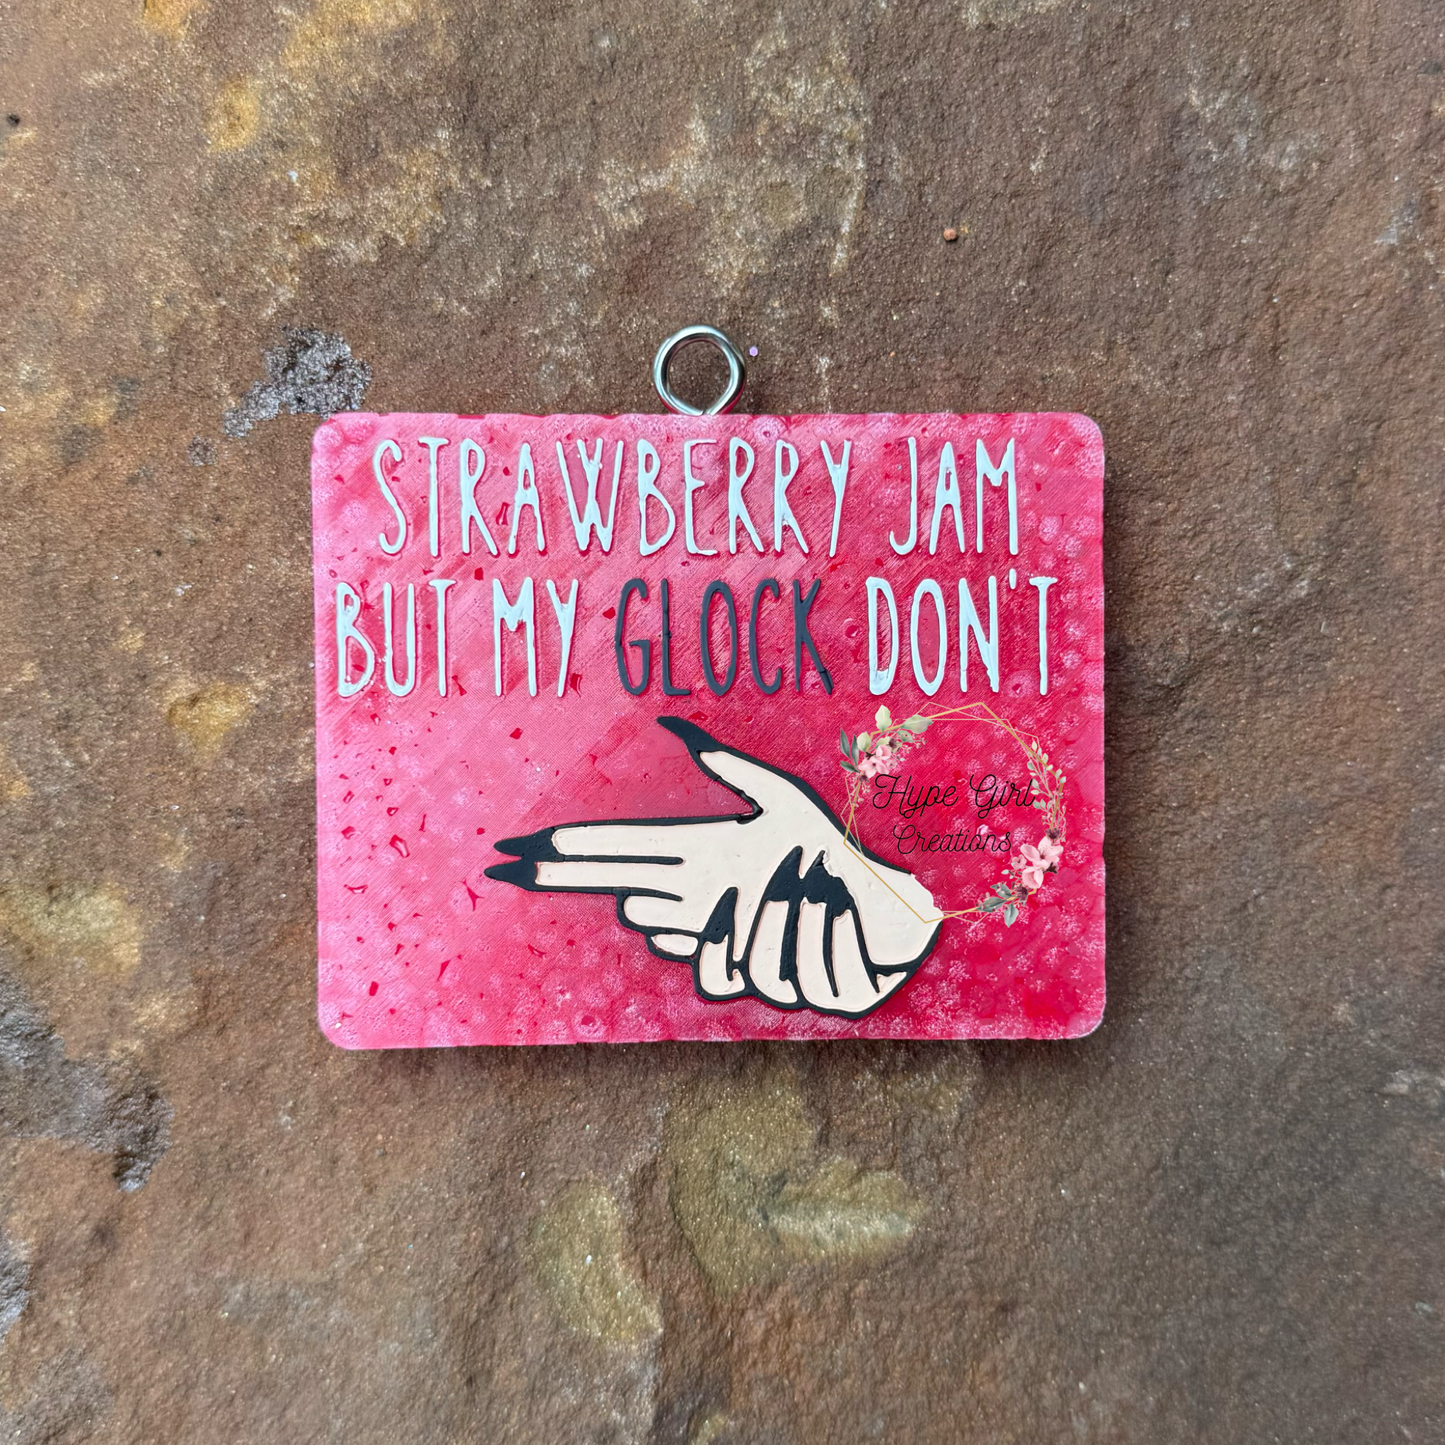 STRAWBERRY JAM
BUT MY GLOCK DON'T
Hype Girl
Creations